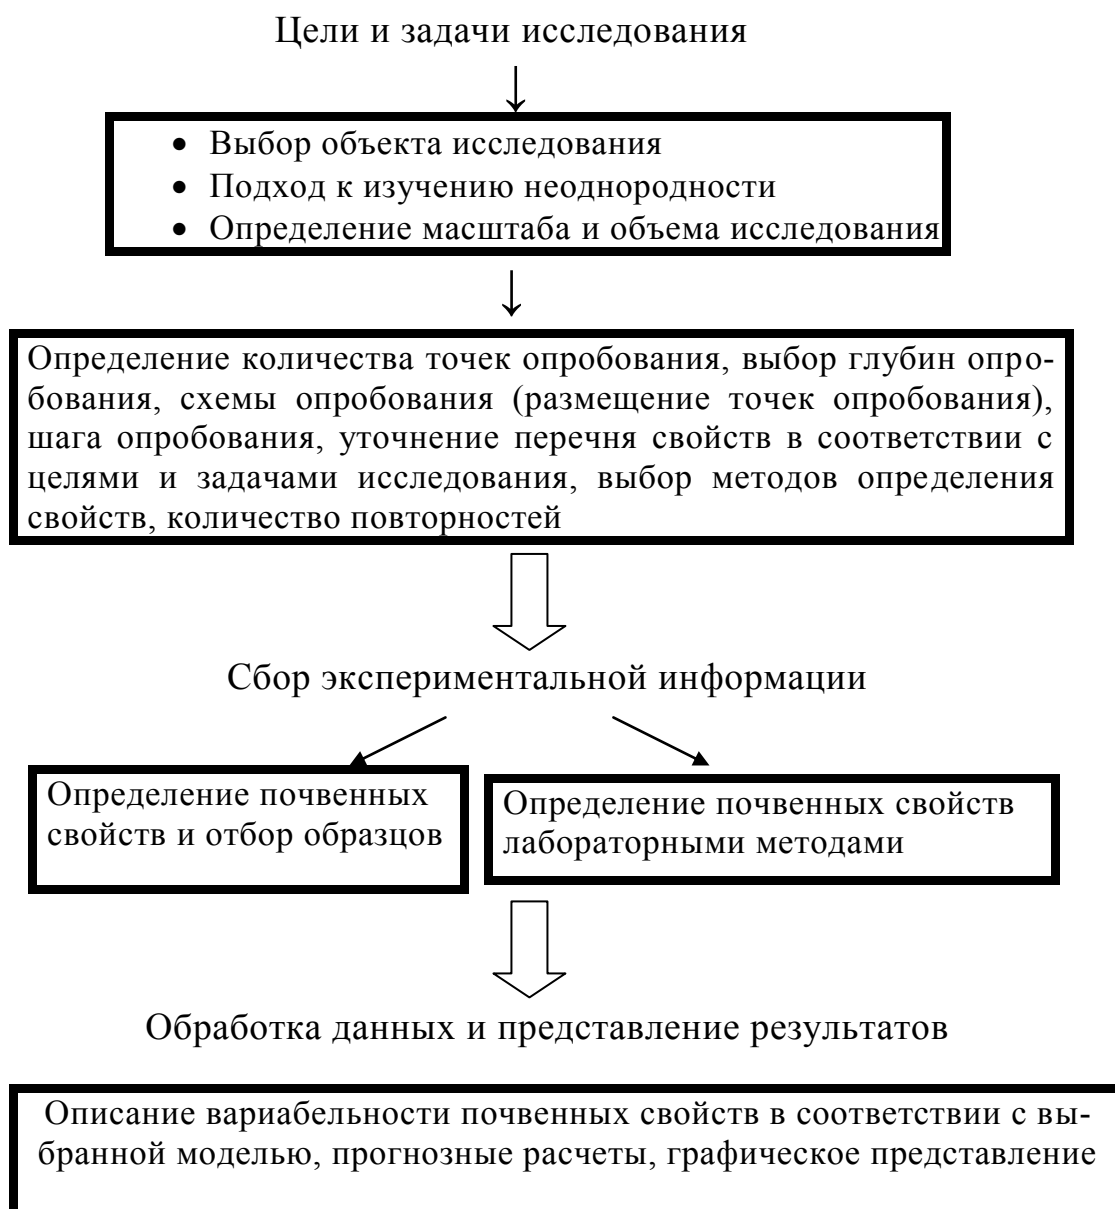 Цели и задачи исследования
• Выбор объекта исследования
• Подход к изучению неоднородности
• Определение масштаба и объема исследования
Определение количества точек опробования, выбор глубин опро-
бования, схемы опробования (размещение точек опробования),
шага опробования, уточнение перечня свойств в соответствии с
целями и задачами исследования, выбор методов определения
свойств, количество повторностей
Сбор экспериментальной информации
Определение почвенных
свойств и отбор образцов
Определение почвенных свойств
лабораторными методами
Обработка данных и представление результатов
Описание вариабельности почвенных свойств в соответствии с вы-
бранной моделью, прогнозные расчеты, графическое представление